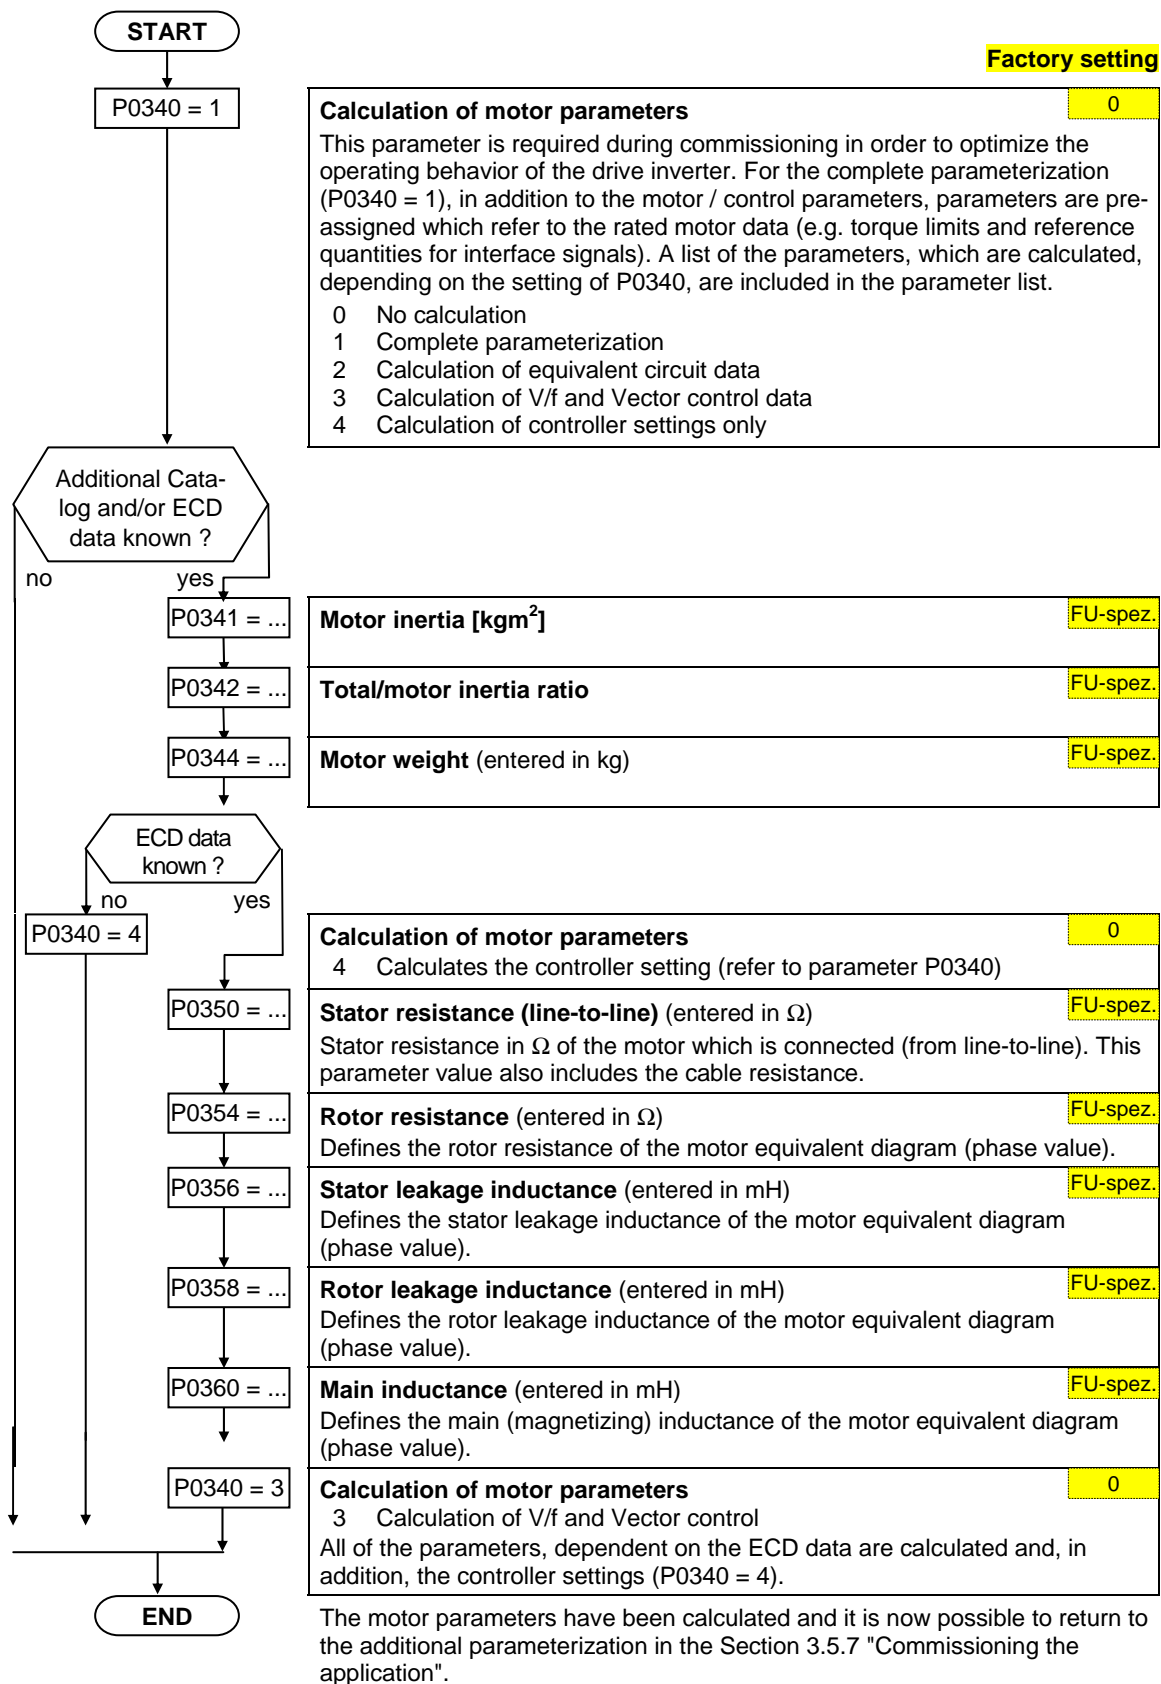 START
Factory setting
P0340 = 1
Calculation of motor parameters
0
This parameter is required during commissioning in order to optimize the
operating behavior of the drive inverter. For the complete parameterization
(P0340 = 1), in addition to the motor / control parameters, parameters are pre-
assigned which refer to the rated motor data (e.g. torque limits and reference
quantities for interface signals). A list of the parameters, which are calculated,
depending on the setting of P0340, are included in the parameter list.
0 No calculation
1 Complete parameterization
2 Calculation of equivalent circuit data
3 Calculation of V/f and Vector control data
4 Calculation of controller settings only
Additional Cata-
log and/or ECD
data known ?
no
yes
P0341 = ...
Motor inertia [kgm²]
FU-spez.
P0342 = ...
Total/motor inertia ratio
FU-spez.
P0344 = ...
Motor weight (entered in kg)
FU-spez.
ECD data
known ?
no
yes
P0340 = 4
Calculation of motor parameters
0
4 Calculates the controller setting (refer to parameter P0340)
P0350 = ...
Stator resistance (line-to-line) (entered in Ω)
FU-spez.
Stator resistance in Ω of the motor which is connected (from line-to-line). This
parameter value also includes the cable resistance.
P0354 = ...
Rotor resistance (entered in Ω)
FU-spez.
Defines the rotor resistance of the motor equivalent diagram (phase value).
P0356 = ...
Stator leakage inductance (entered in mH)
FU-spez.
Defines the stator leakage inductance of the motor equivalent diagram
(phase value).
P0358 = ...
Rotor leakage inductance (entered in mH)
FU-spez.
Defines the rotor leakage inductance of the motor equivalent diagram
(phase value).
P0360 = ...
Main inductance (entered in mH)
FU-spez.
Defines the main (magnetizing) inductance of the motor equivalent diagram
(phase value).
P0340 = 3
Calculation of motor parameters
0
3 Calculation of V/f and Vector control
All of the parameters, dependent on the ECD data are calculated and, in
addition, the controller settings (P0340 = 4).
END
The motor parameters have been calculated and it is now possible to return to
the additional parameterization in the Section 3.5.7 "Commissioning the
application".